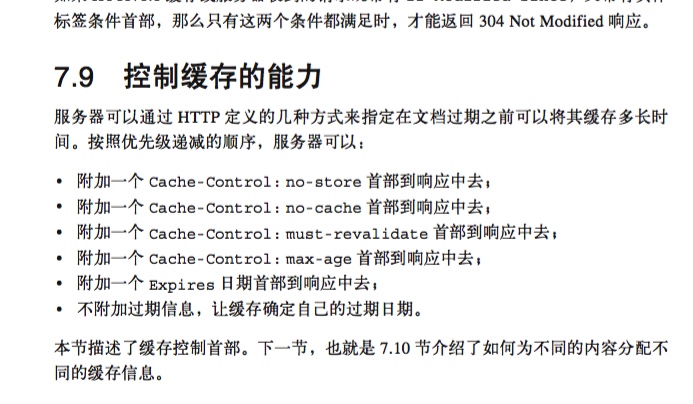 标签条件首部，那么只有这两个条件都满足时，才能返回 304 Not Modified 响应。
7.9 控制缓存的能力
服务器可以通过 HTTP 定义的几种方式来指定在文档过期之前可以将其缓存多长时
间。按照优先级递减的顺序，服务器可以：
• 附加一个 Cache-Control: no-store 首部到响应中去；
• 附加一个 Cache-Control: no-cache 首部到响应中去；
• 附加一个 Cache-Control: must-revalidate 首部到响应中去；
• 附加一个 Cache-Control: max-age 首部到响应中去；
• 附加一个 Expires 日期首部到响应中去；
• 不附加过期信息，让缓存确定自己的过期日期。
本节描述了缓存控制首部。下一节，也就是 7.10 节介绍了如何为不同的内容分配不
同的缓存信息。